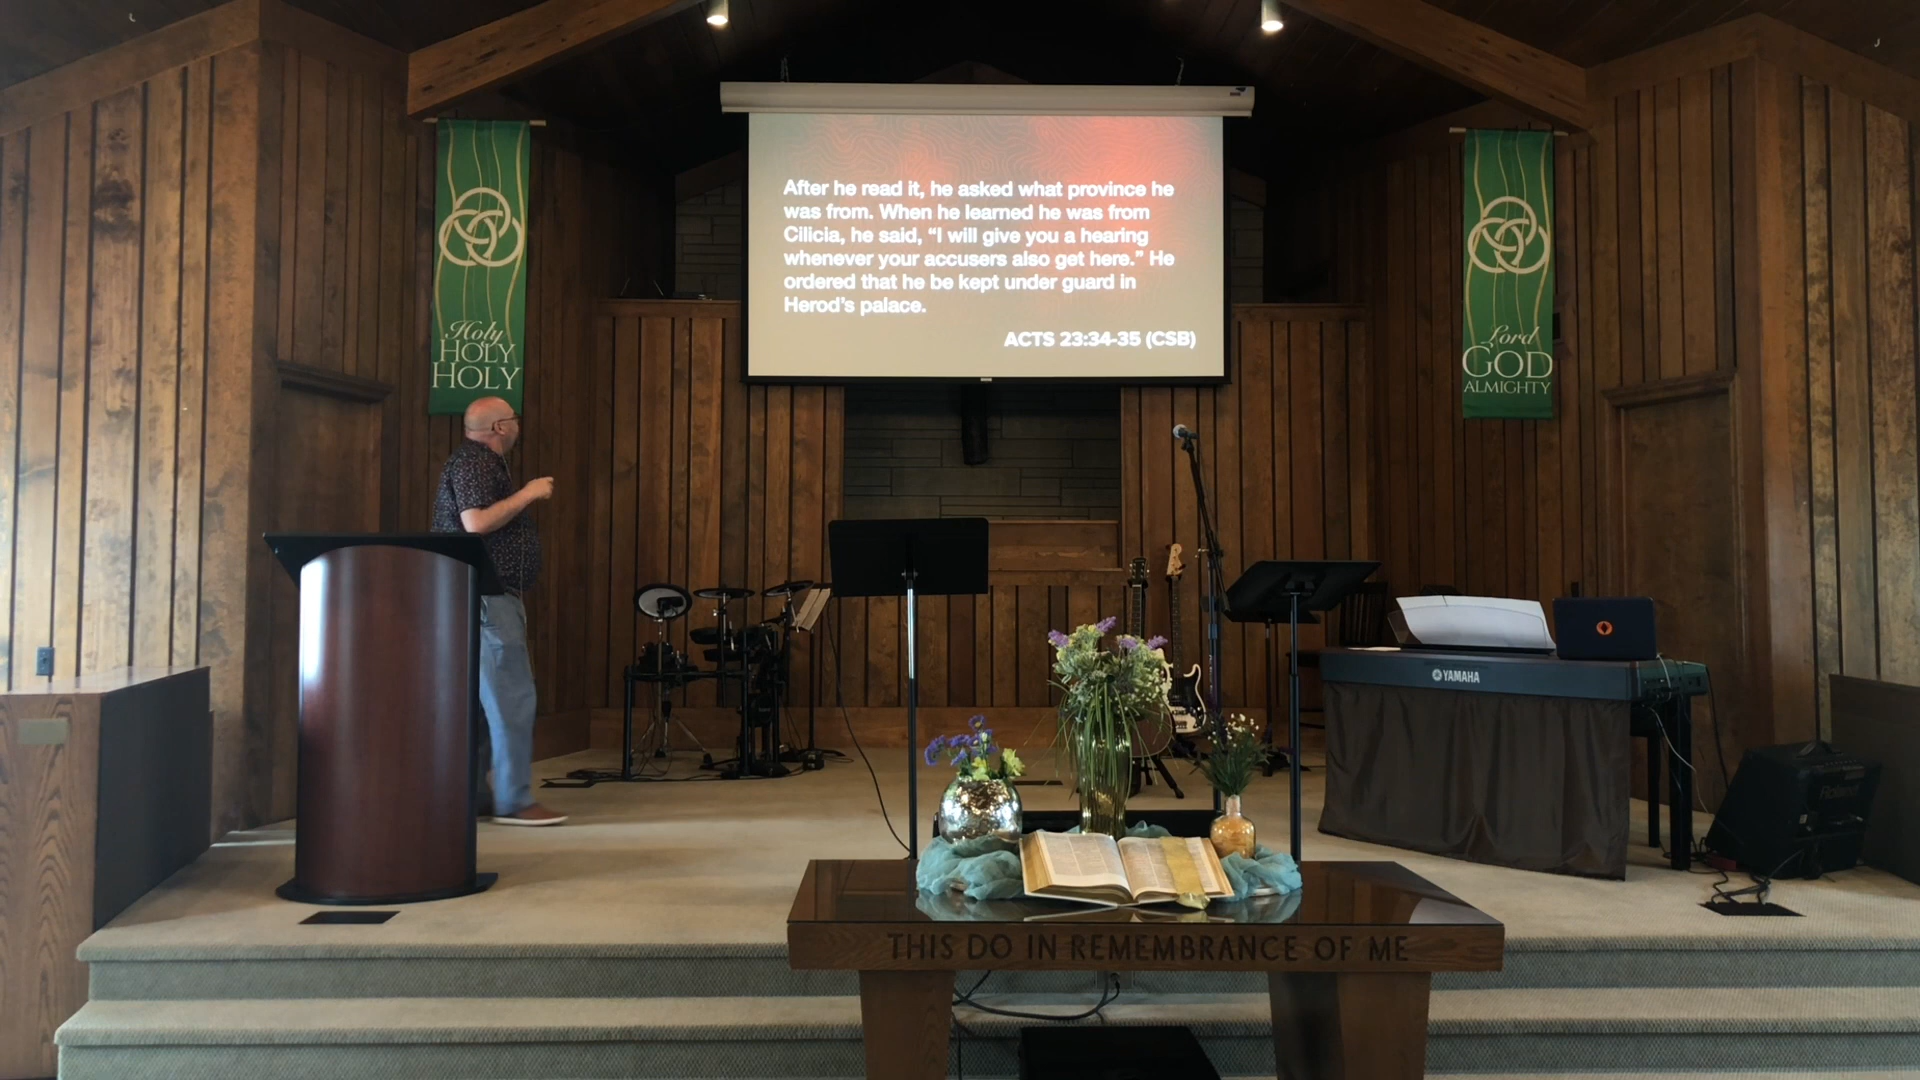 After he read it, he asked what province he
was from. When he learned he was from
Cilicia, he said, “I will give you a hearing
whenever your accusers also get here.” He
ordered that he be kept under guard in
Herod’s palace.
ACTS 23:34-35 (CSB)
Holy
HOLY
HOLY
Lord
GOD
ALMIGHTY
YAMAHA
Roland
THIS DO IN REMEMBRANCE OF ME